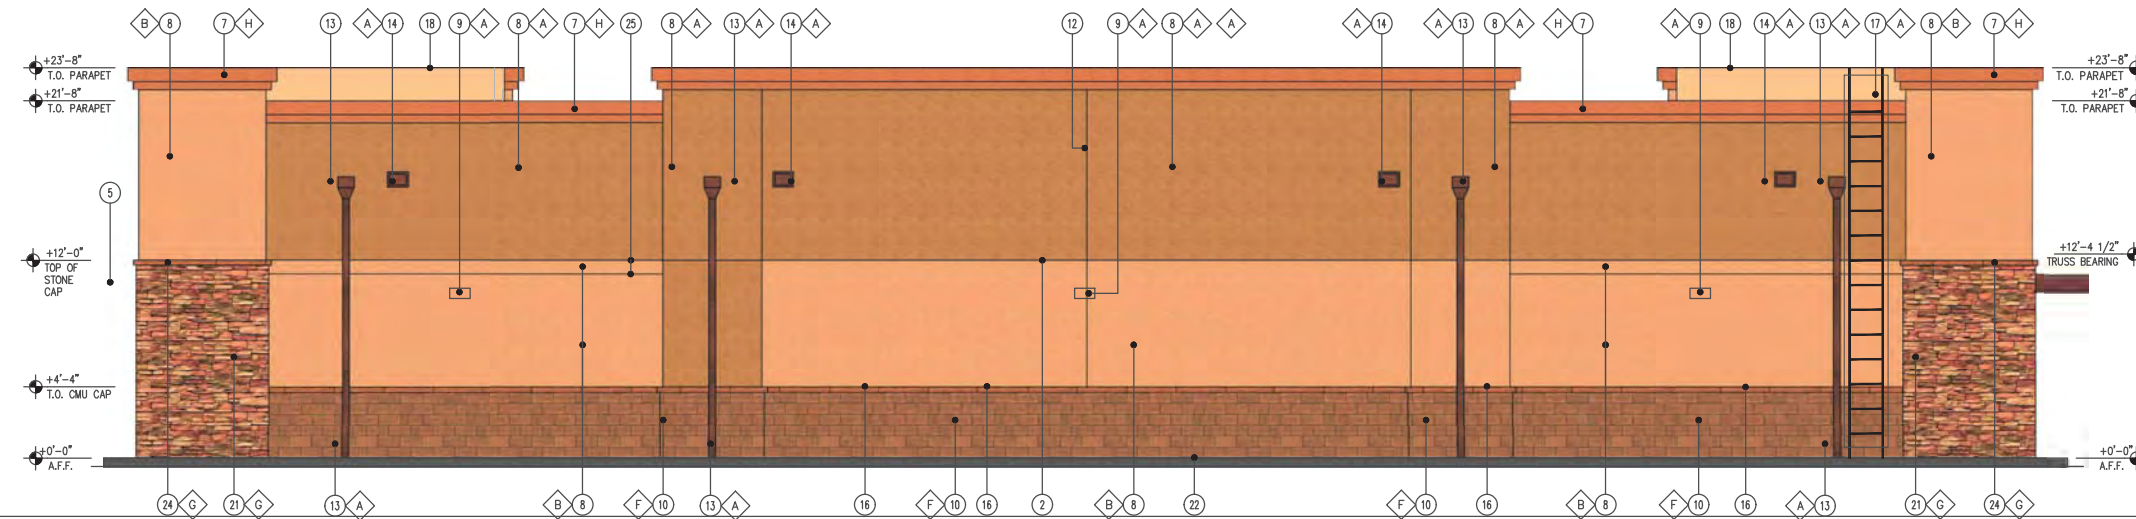 B 8 7 H 13 A 14 18 9 A 8 A 7 H 25 8 A 13 A 14 A 12 9 A 8 A A A 14 A 13 8 A H 7 A 9 18 14 A 13 A 17 A 8 B 7 H
+23'-8"
T.O. PARAPET
+21'-8"
T.O. PARAPET
5
+12'-0"
TOP OF
STONE
CAP
+4'-4"
T.O. CMU CAP
+0'-0"
A.F.F.
+23'-8"
T.O. PARAPET
+21'-8"
T.O. PARAPET
+12'-4 1/2"
TRUSS BEARING
+0'-0"
A.F.F.
24 G 21 G 13 A B 8 F 10 13 A 16 F 10 16 2 B 8 22 F 10 16 B 8 F 10 16 A 13 21 G 24 G